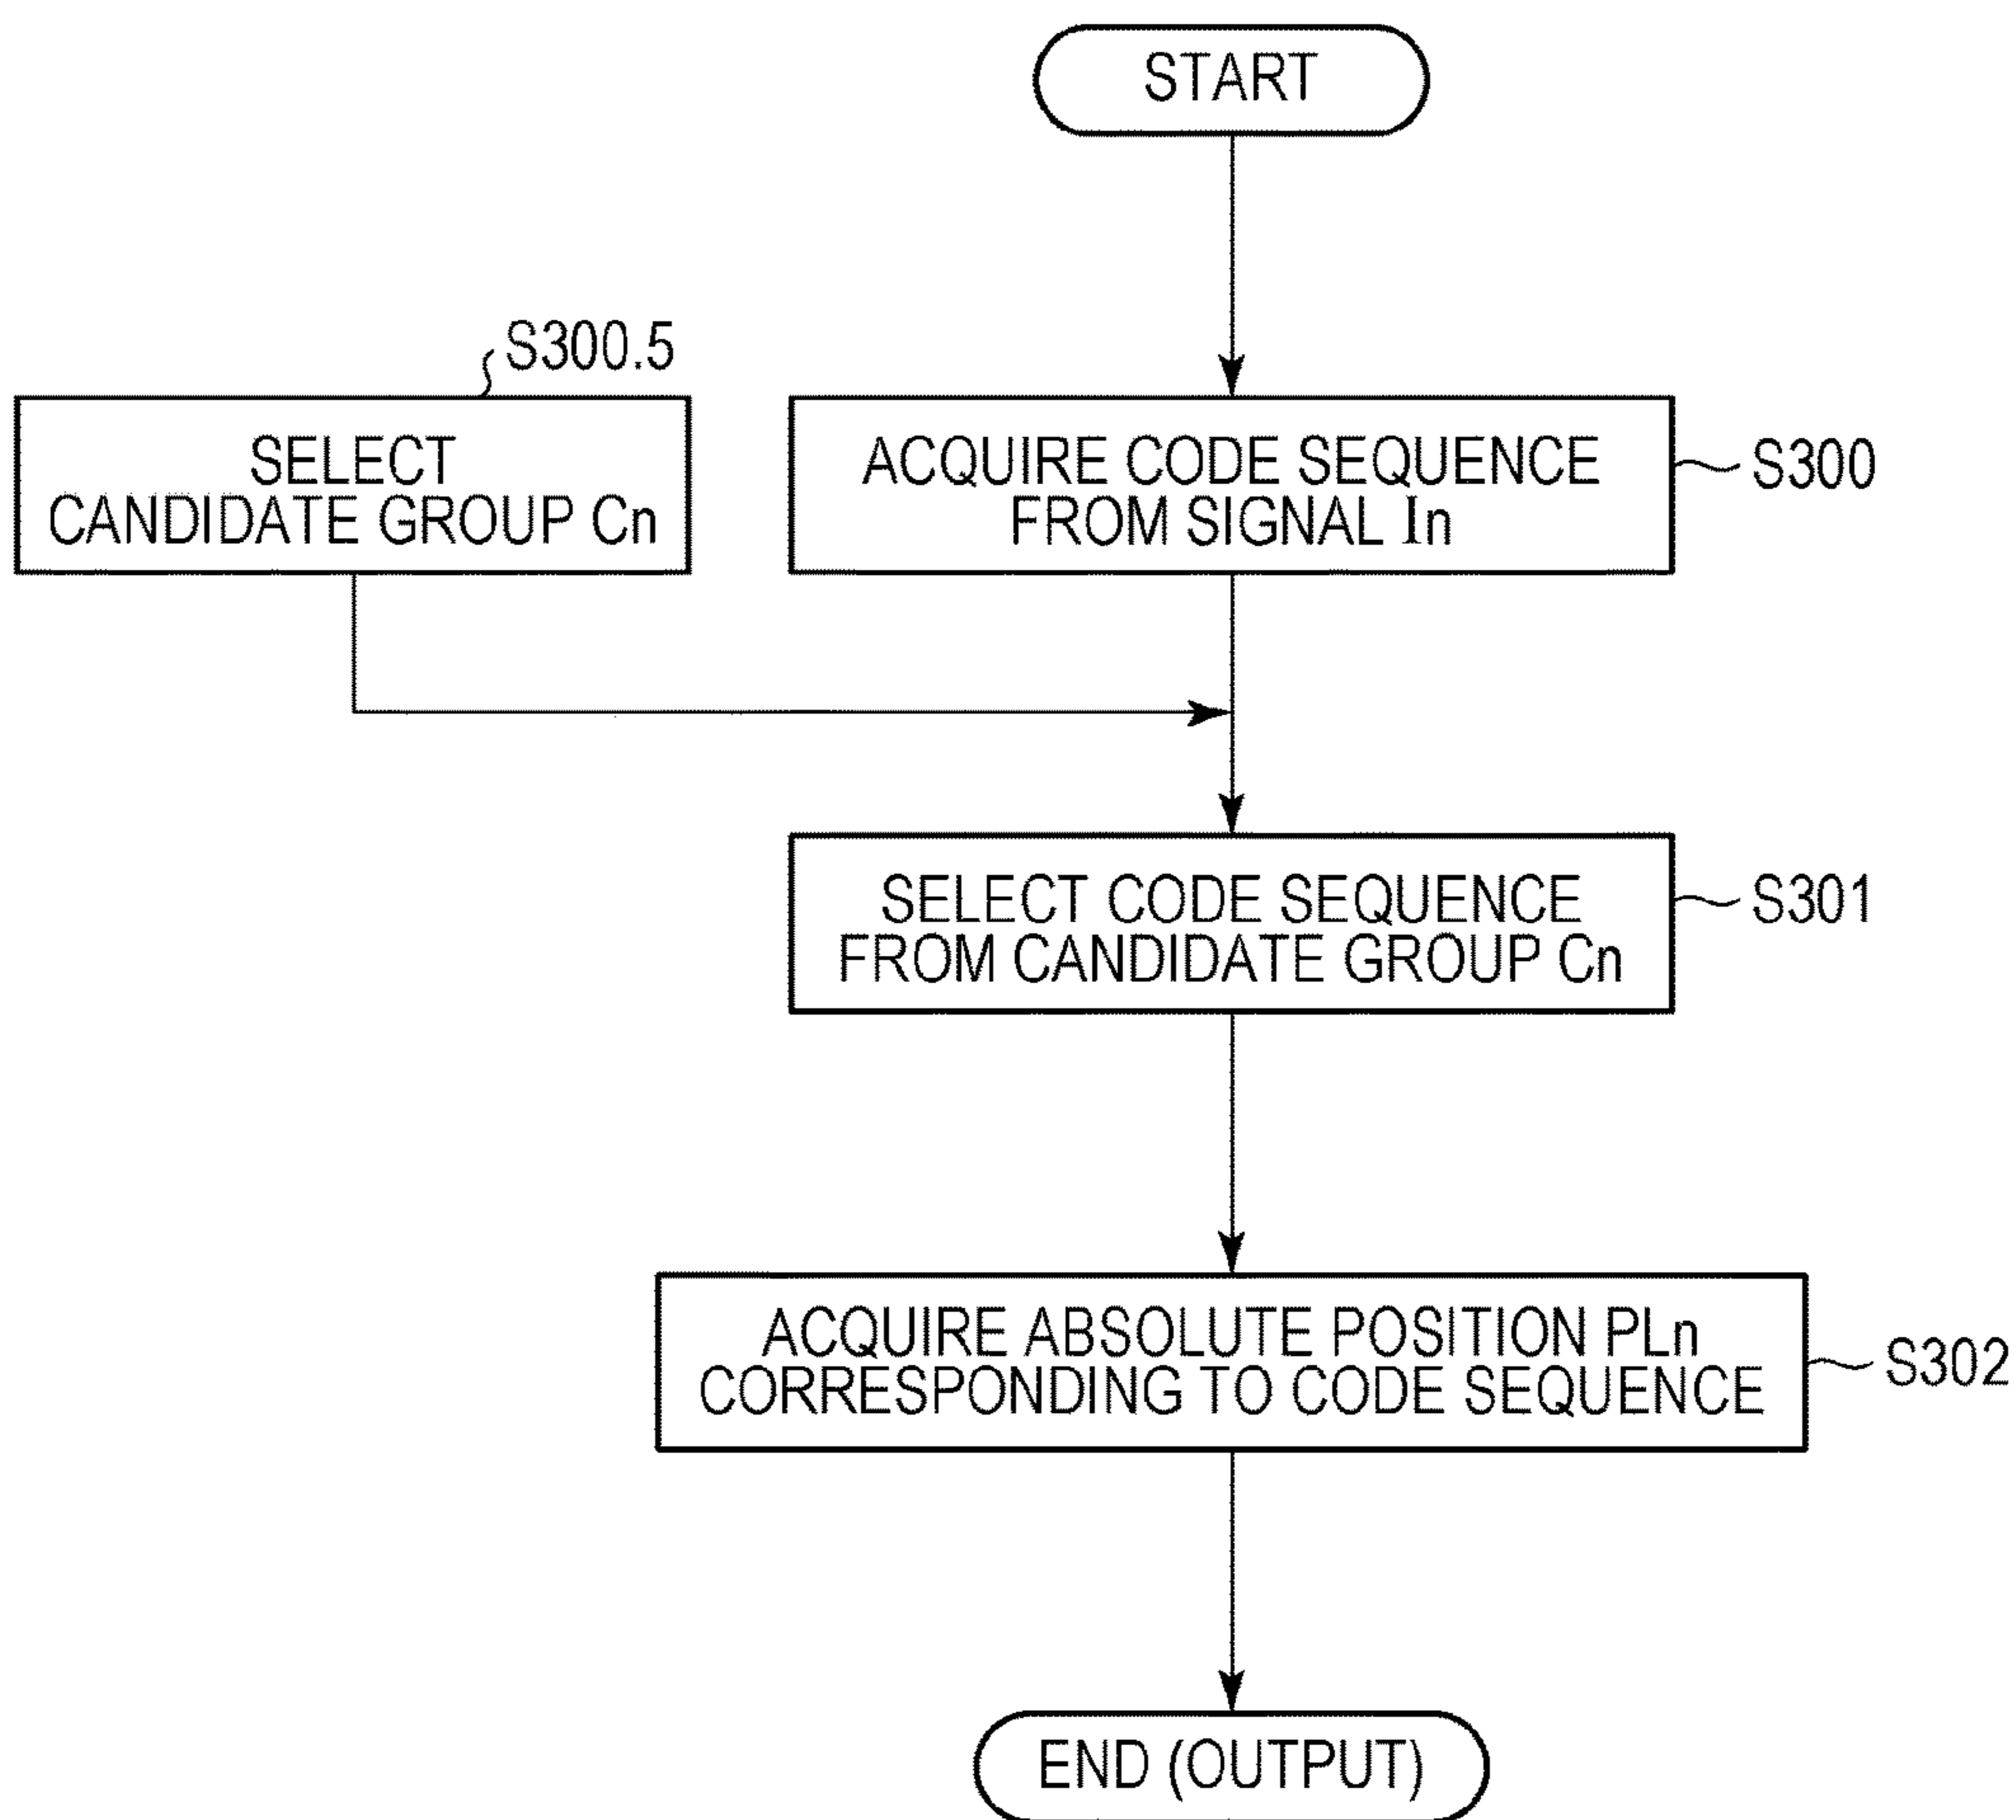 START
S300.5
SELECT
CANDIDATE GROUP Cn
ACQUIRE CODE SEQUENCE
FROM SIGNAL In
S300
SELECT CODE SEQUENCE
FROM CANDIDATE GROUP Cn
S301
ACQUIRE ABSOLUTE POSITION PLn
CORRESPONDING TO CODE SEQUENCE
S302
END (OUTPUT)